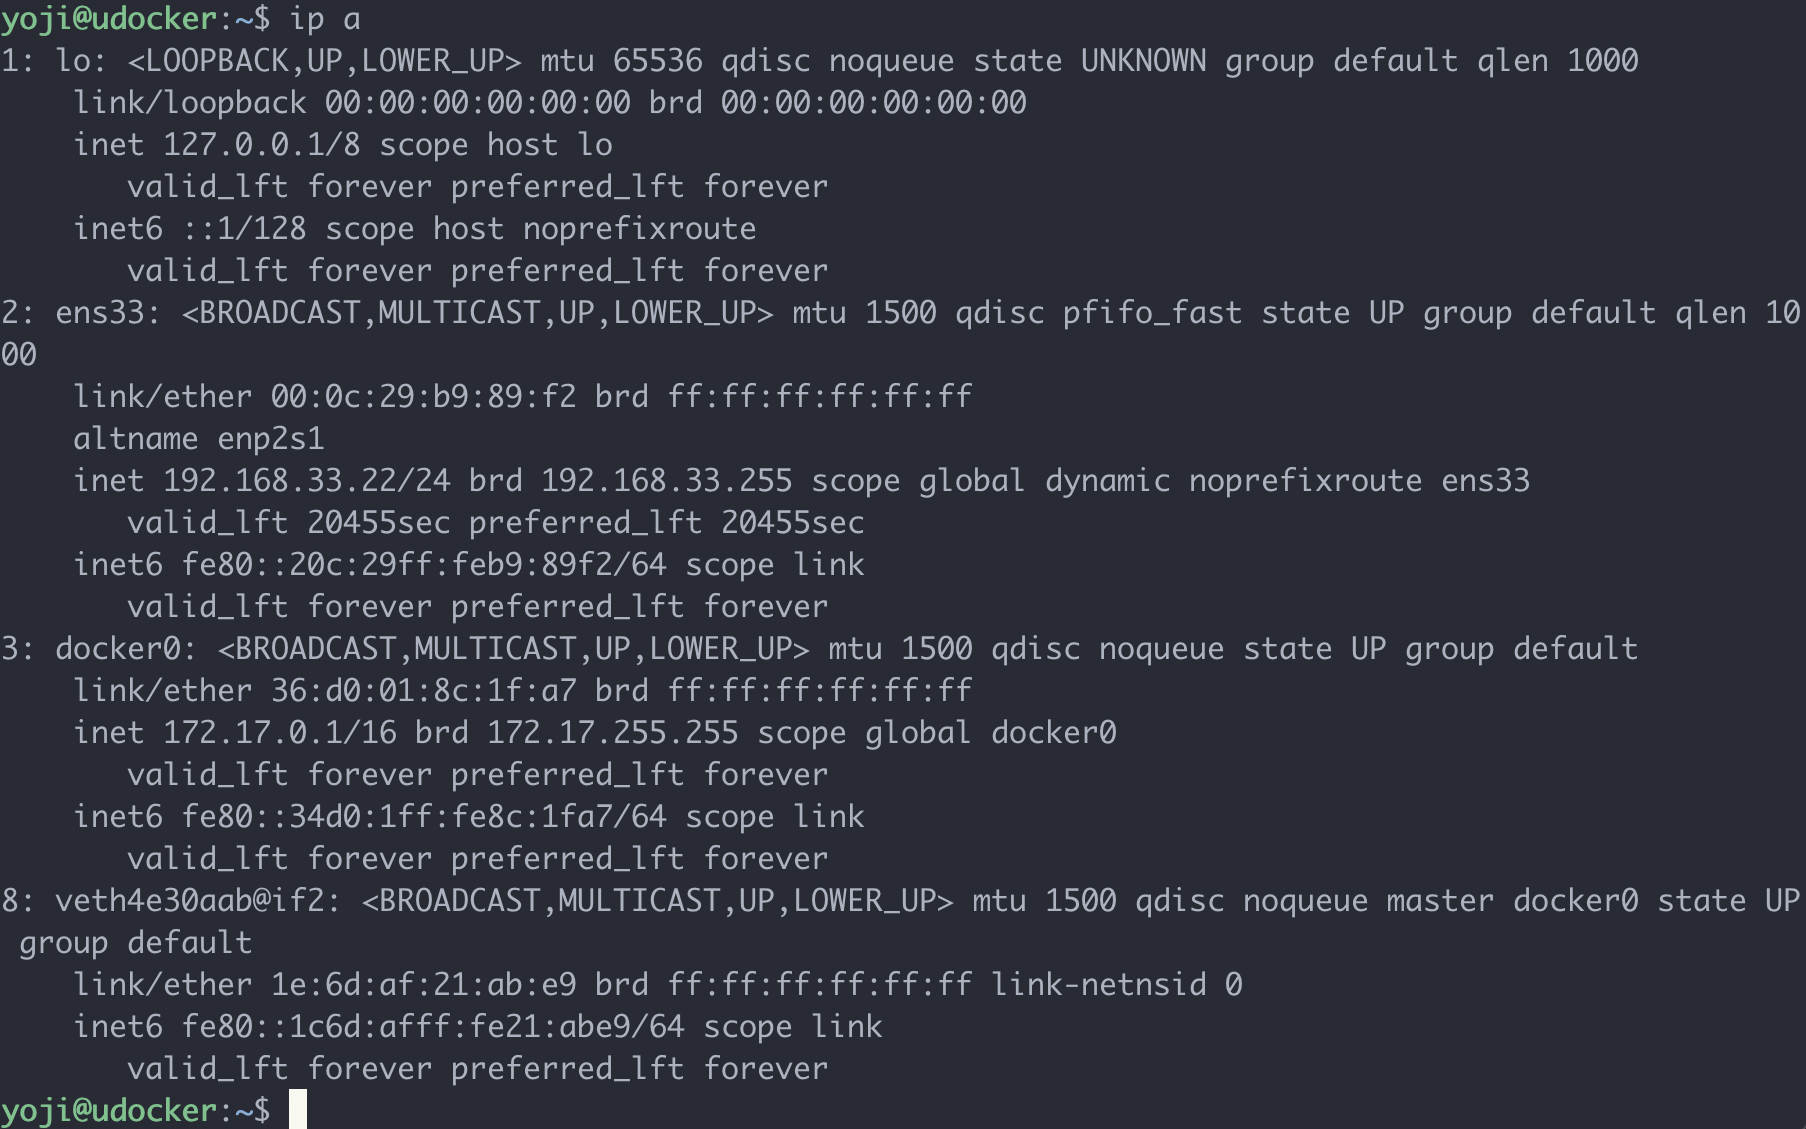 yoji@udocker:~$ ip a
1: lo: <LOOPBACK,UP,LOWER_UP> mtu 65536 qdisc noqueue state UNKNOWN group default qlen 1000
    link/loopback 00:00:00:00:00:00 brd 00:00:00:00:00:00
    inet 127.0.0.1/8 scope host lo
       valid_lft forever preferred_lft forever
    inet6 ::1/128 scope host noprefixroute
       valid_lft forever preferred_lft forever
2: ens33: <BROADCAST,MULTICAST,UP,LOWER_UP> mtu 1500 qdisc pfifo_fast state UP group default qlen 10
00
    link/ether 00:0c:29:b9:89:f2 brd ff:ff:ff:ff:ff:ff
    altname enp2s1
    inet 192.168.33.22/24 brd 192.168.33.255 scope global dynamic noprefixroute ens33
       valid_lft 20455sec preferred_lft 20455sec
    inet6 fe80::20c:29ff:feb9:89f2/64 scope link
       valid_lft forever preferred_lft forever
3: docker0: <BROADCAST,MULTICAST,UP,LOWER_UP> mtu 1500 qdisc noqueue state UP group default
    link/ether 36:d0:01:8c:1f:a7 brd ff:ff:ff:ff:ff:ff
    inet 172.17.0.1/16 brd 172.17.255.255 scope global docker0
       valid_lft forever preferred_lft forever
    inet6 fe80::34d0:1ff:fe8c:1fa7/64 scope link
       valid_lft forever preferred_lft forever
8: veth4e30aab@if2: <BROADCAST,MULTICAST,UP,LOWER_UP> mtu 1500 qdisc noqueue master docker0 state UP
 group default
    link/ether 1e:6d:af:21:ab:e9 brd ff:ff:ff:ff:ff:ff link-netnsid 0
    inet6 fe80::1c6d:afff:fe21:abe9/64 scope link
       valid_lft forever preferred_lft forever
yoji@udocker:~$